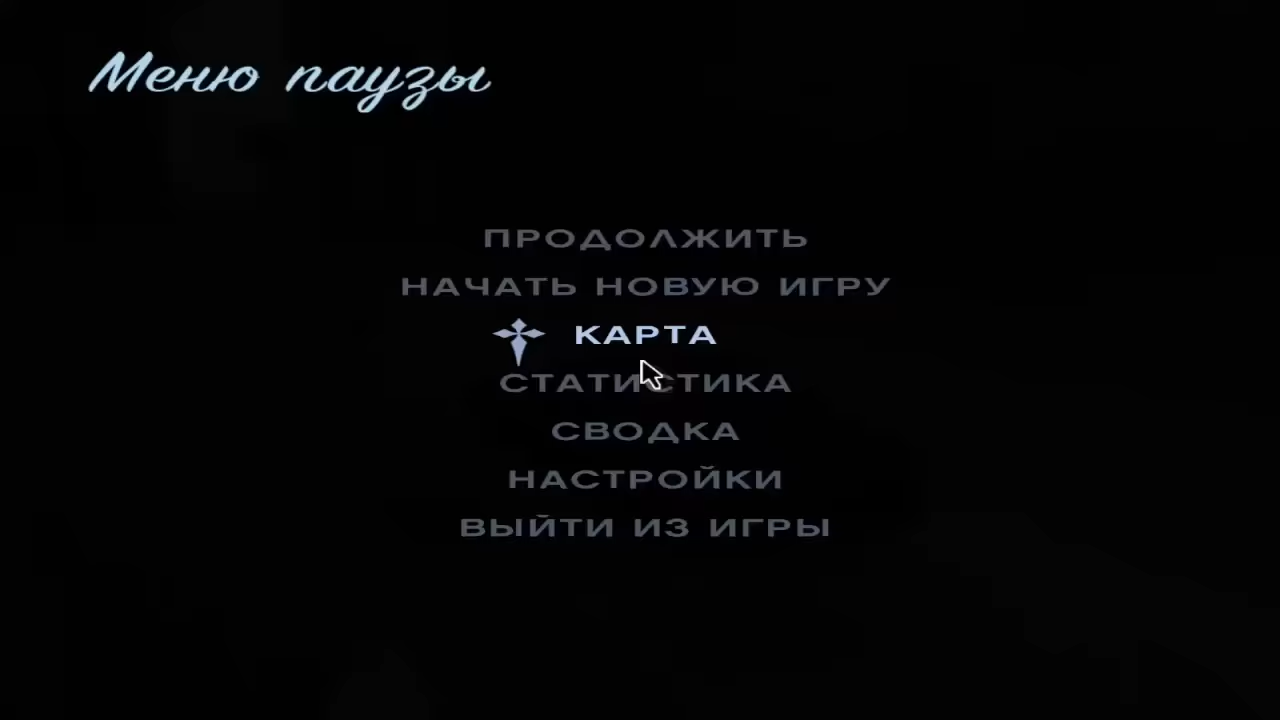 Меню паузы
ПРОДОЛЖИТЬ
НАЧАТЬ НОВУЮ ИГРУ
КАРТА
СТАТИСТИКА
СВОДКА
НАСТРОЙКИ
ВЫЙТИ ИЗ ИГРЫ